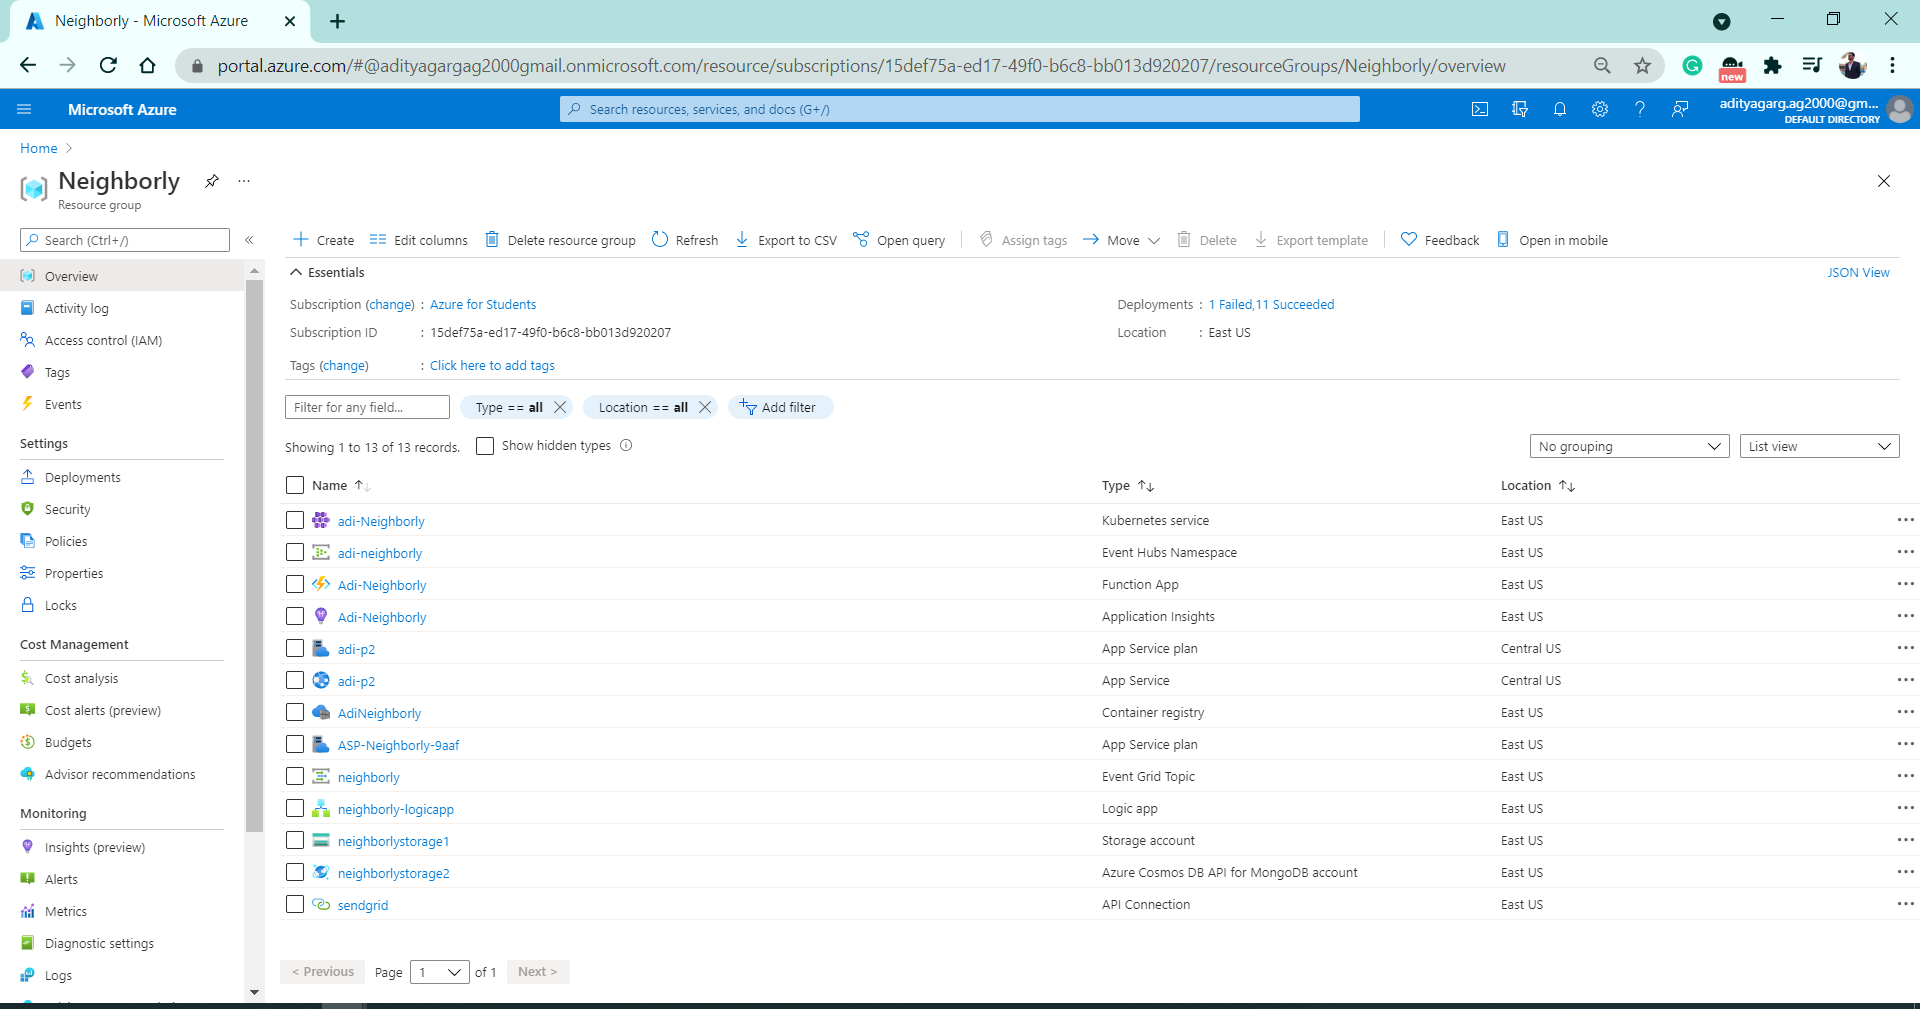 Neighborly - Microsoft Azure
portal.azure.com/#@adityagargag2000gmail.onmicrosoft.com/resource/subscriptions/15def75a-ed17-49f0-b6c8-bb013d920207/resourceGroups/Neighborly/overview
new
Microsoft Azure
Search resources, services, and docs (G+/)
adityagarg.ag2000@gm...
DEFAULT DIRECTORY
Home
Neighborly
...
Resource group
Search (Ctrl+/)
«
Overview
Activity log
Access control (IAM)
Tags
Events
Settings
Deployments
Security
Policies
Properties
Locks
Cost Management
Cost analysis
Cost alerts (preview)
Budgets
Advisor recommendations
Monitoring
Insights (preview)
Alerts
Metrics
Diagnostic settings
Logs
Create Edit columns Delete resource group Refresh Export to CSV Open query Assign tags Move Delete Export template Feedback Open in mobile
Essentials JSON View
Subscription (change) : Azure for Students Deployments : 1 Failed,11 Succeeded
Subscription ID : 15def75a-ed17-49f0-b6c8-bb013d920207 Location : East US
Tags (change) : Click here to add tags
Filter for any field... Type == all Location == all Add filter
Showing 1 to 13 of 13 records. Show hidden types No grouping List view
Name Type Location
adi-Neighborly Kubernetes service East US ...
adi-neighborly Event Hubs Namespace East US ...
Adi-Neighborly Function App East US ...
Adi-Neighborly Application Insights East US ...
adi-p2 App Service plan Central US ...
adi-p2 App Service Central US ...
AdiNeighborly Container registry East US ...
ASP-Neighborly-9aaf App Service plan East US ...
neighborly Event Grid Topic East US ...
neighborly-logicapp Logic app East US ...
neighborlystorage1 Storage account East US ...
neighborlystorage2 Azure Cosmos DB API for MongoDB account East US ...
sendgrid API Connection East US ...
< Previous Page 1 of 1 Next >